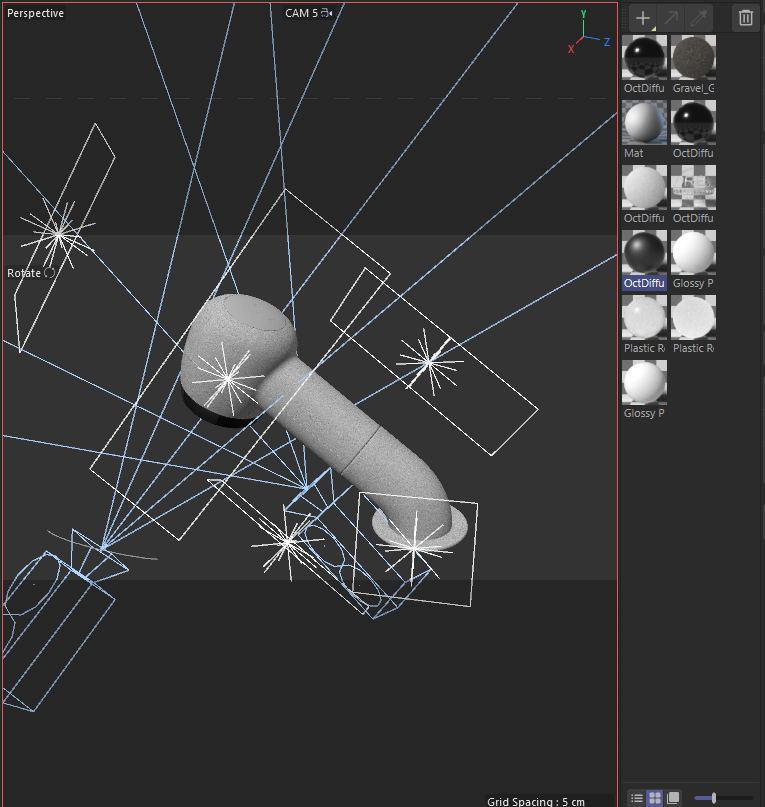 Perspective
CAM 5
Y
X
Z
Rotate
Grid Spacing : 5 cm
OctDiffu
Gravel_G
Mat
OctDiffu
OctDiffu
OctDiffu
OctDiffu
Glossy P
Plastic R
Plastic R
Glossy P